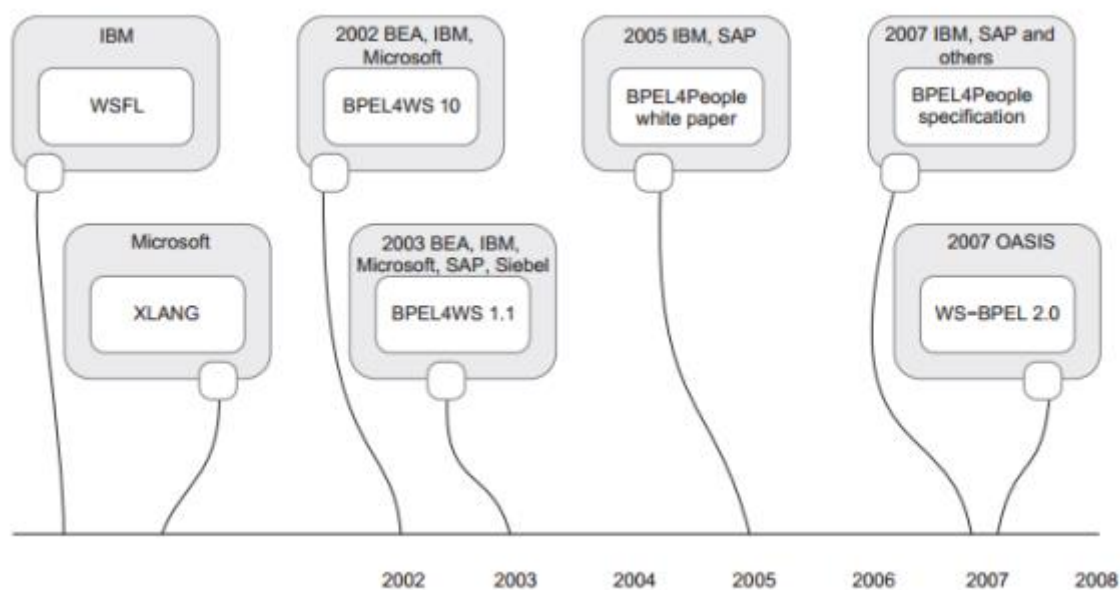 IBM
WSFL
2002 BEA, IBM,
Microsoft
BPEL4WS 10
2005 IBM, SAP
BPEL4People
white paper
2007 IBM, SAP and
others
BPEL4People
specification
Microsoft
XLANG
2003 BEA, IBM,
Microsoft, SAP, Siebel
BPEL4WS 1.1
2007 OASIS
WS−BPEL 2.0
2002 2003 2004 2005 2006 2007 2008